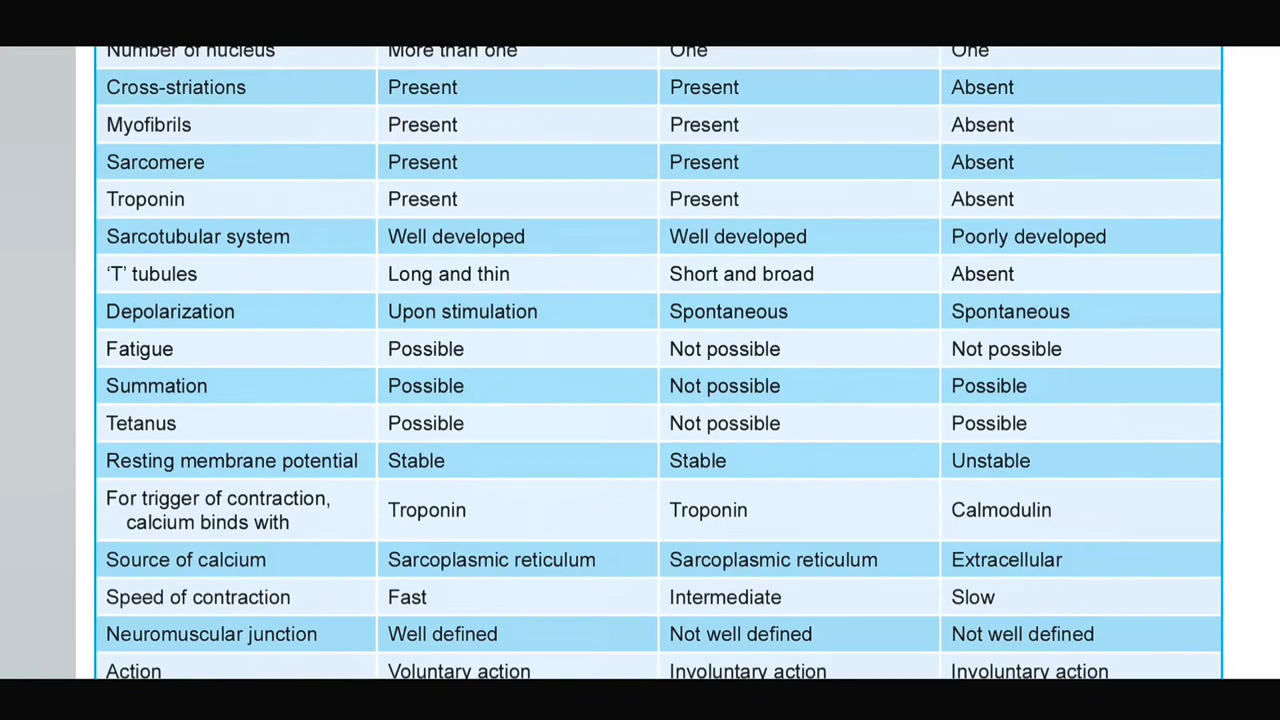 Number of nucleus More than one One One
Cross-striations Present Present Absent
Myofibrils Present Present Absent
Sarcomere Present Present Absent
Troponin Present Present Absent
Sarcotubular system Well developed Well developed Poorly developed
‘T’ tubules Long and thin Short and broad Absent
Depolarization Upon stimulation Spontaneous Spontaneous
Fatigue Possible Not possible Not possible
Summation Possible Not possible Possible
Tetanus Possible Not possible Possible
Resting membrane potential Stable Stable Unstable
For trigger of contraction,
calcium binds with Troponin Troponin Calmodulin
Source of calcium Sarcoplasmic reticulum Sarcoplasmic reticulum Extracellular
Speed of contraction Fast Intermediate Slow
Neuromuscular junction Well defined Not well defined Not well defined
Action Voluntary action Involuntary action Involuntary action